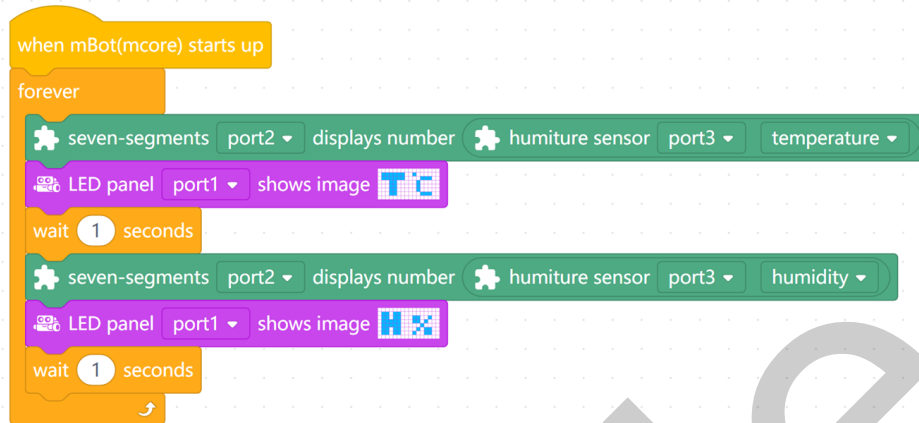 when mBot(mcore) starts up
forever
seven-segments port2 displays number humiture sensor port3 temperature
LED panel port1 shows image T °C
wait 1 seconds
seven-segments port2 displays number humiture sensor port3 humidity
LED panel port1 shows image H %
wait 1 seconds